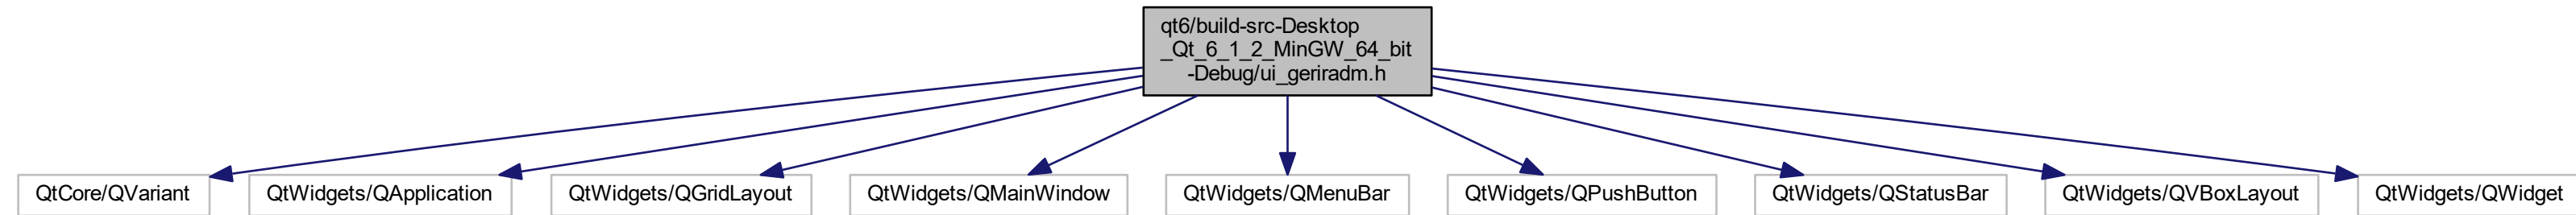 qt6/build-src-Desktop
_Qt_6_1_2_MinGW_64_bit
-Debug/ui_geriradm.h
QtCore/QVariant
QtWidgets/QApplication
QtWidgets/QGridLayout
QtWidgets/QMainWindow
QtWidgets/QMenuBar
QtWidgets/QPushButton
QtWidgets/QStatusBar
QtWidgets/QVBoxLayout
QtWidgets/QWidget